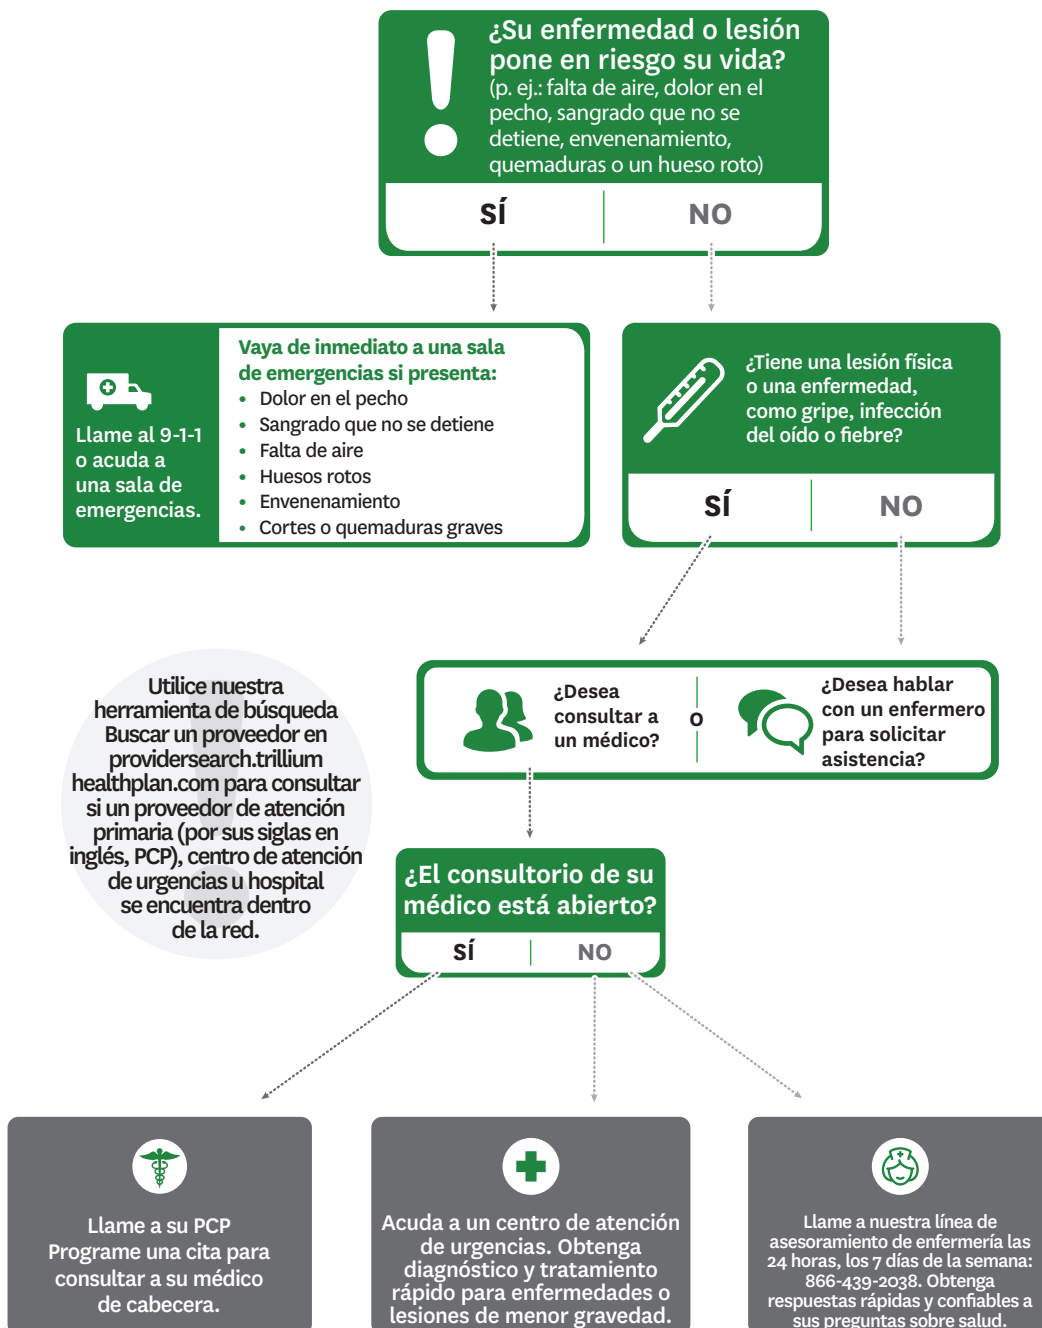 ¿Su enfermedad o lesión
pone en riesgo su vida?
(p. ej.: falta de aire, dolor en el
pecho, sangrado que no se
detiene, envenenamiento,
quemaduras o un hueso roto)
SÍ
NO
Llame al 9-1-1
o acuda a
una sala de
emergencias.
Vaya de inmediato a una sala
de emergencias si presenta:
• Dolor en el pecho
• Sangrado que no se detiene
• Falta de aire
• Huesos rotos
• Envenenamiento
• Cortes o quemaduras graves
¿Tiene una lesión física
o una enfermedad,
como gripe, infección
del oído o fiebre?
SÍ
NO
Utilice nuestra
herramienta de búsqueda
Buscar un proveedor en
providersearch.trillium
healthplan.com para consultar
si un proveedor de atención
primaria (por sus siglas en
inglés, PCP), centro de atención
de urgencias u hospital
se encuentra dentro
de la red.
¿Desea
consultar a
un médico?
O
¿Desea hablar
con un enfermero
para solicitar
asistencia?
¿El consultorio de su
médico está abierto?
SÍ
NO
Llame a su PCP
Programe una cita para
consultar a su médico
de cabecera.
Acuda a un centro de atención
de urgencias. Obtenga
diagnóstico y tratamiento
rápido para enfermedades o
lesiones de menor gravedad.
Llame a nuestra línea de
asesoramiento de enfermería las
24 horas, los 7 días de la semana:
866-439-2038. Obtenga
respuestas rápidas y confiables a
sus preguntas sobre salud.